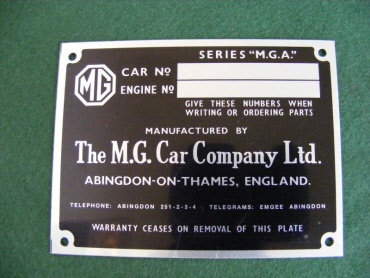 SERIES "M.G.A."
MG
CAR Nº
ENGINE Nº
GIVE THESE NUMBERS WHEN
WRITING OR ORDERING PARTS
MANUFACTURED BY
The M.G. Car Company Ltd.
ABINGDON-ON-THAMES, ENGLAND.
TELEPHONE: ABINGDON 251-2-3-4 TELEGRAMS: EMGEE ABINGDON
WARRANTY CEASES ON REMOVAL OF THIS PLATE